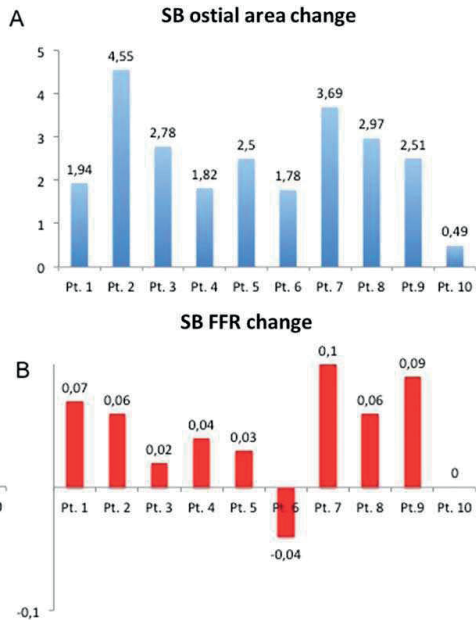 A
SB ostial area change
5
4,55
4
3,69
3
2,78
2,97
2,5
2,51
2
1,94
1,82
1,78
1
0,49
0
Pt. 1 Pt. 2 Pt. 3 Pt. 4 Pt. 5 Pt. 6 Pt. 7 Pt. 8 Pt.9 Pt. 10
SB FFR change
B
0,07 0,06 0,02 0,04 0,03 0,1 0,06 0,09 0
Pt. 1 Pt. 2 Pt. 3 Pt. 4 Pt. 5 Pt. 6 Pt. 7 Pt. 8 Pt.9 Pt. 10
-0,04
-0,1